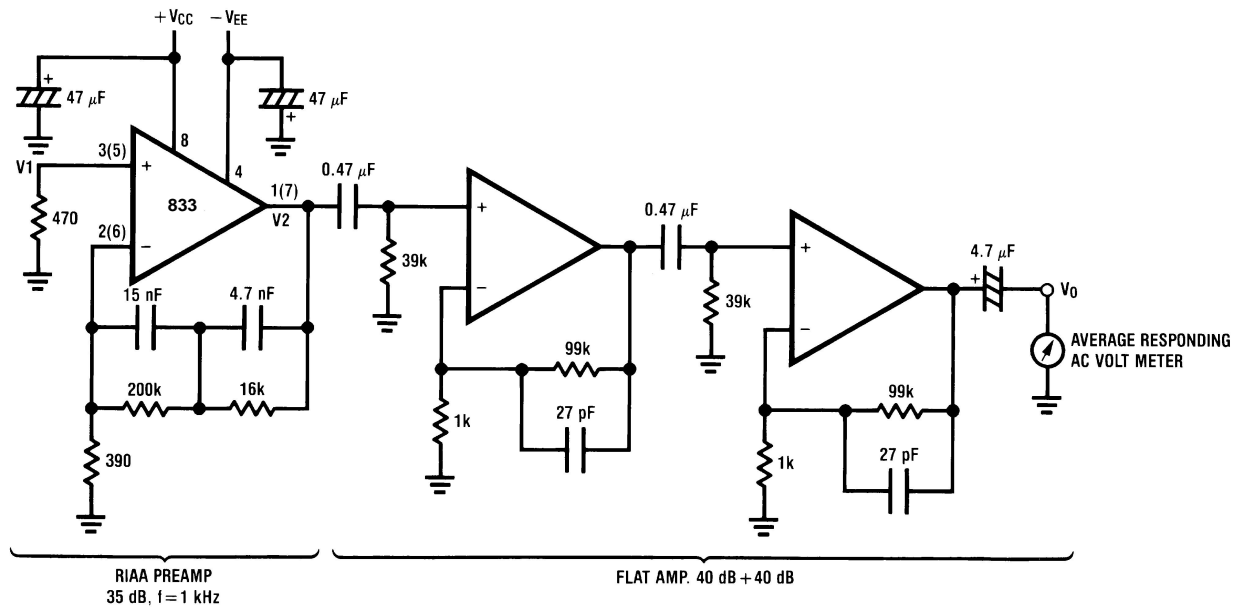 +VCC −VEE
+
47 µF
47 µF
+
8
3(5)
V1
+
4
0.47 µF
833
1(7)
V2
470
2(6)
−
+
0.47 µF
39k
15 nF
4.7 nF
−
+
4.7 µF
+
VO
39k
−
AVERAGE RESPONDING
AC VOLT METER
200k
16k
99k
1k
27 pF
99k
390
1k
27 pF
RIAA PREAMP
35 dB, f=1 kHz
FLAT AMP. 40 dB+40 dB